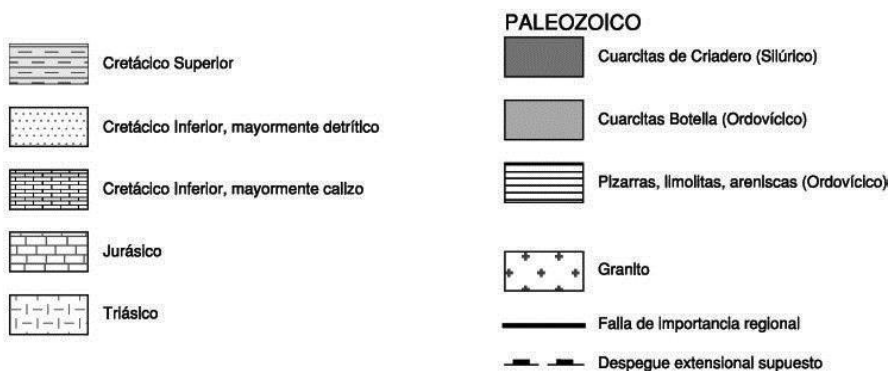 Cretácico Superior
Cretácico Inferior, mayormente detrítico
Cretácico Inferior, mayormente calizo
Jurásico
Triásico
PALEOZOICO
Cuarcitas de Criadero (Silúrico)
Cuarcitas Botella (Ordovícico)
Pizarras, limolitas, areniscas (Ordovícico)
Granito
Falla de importancia regional
Despegue extensional supuesto